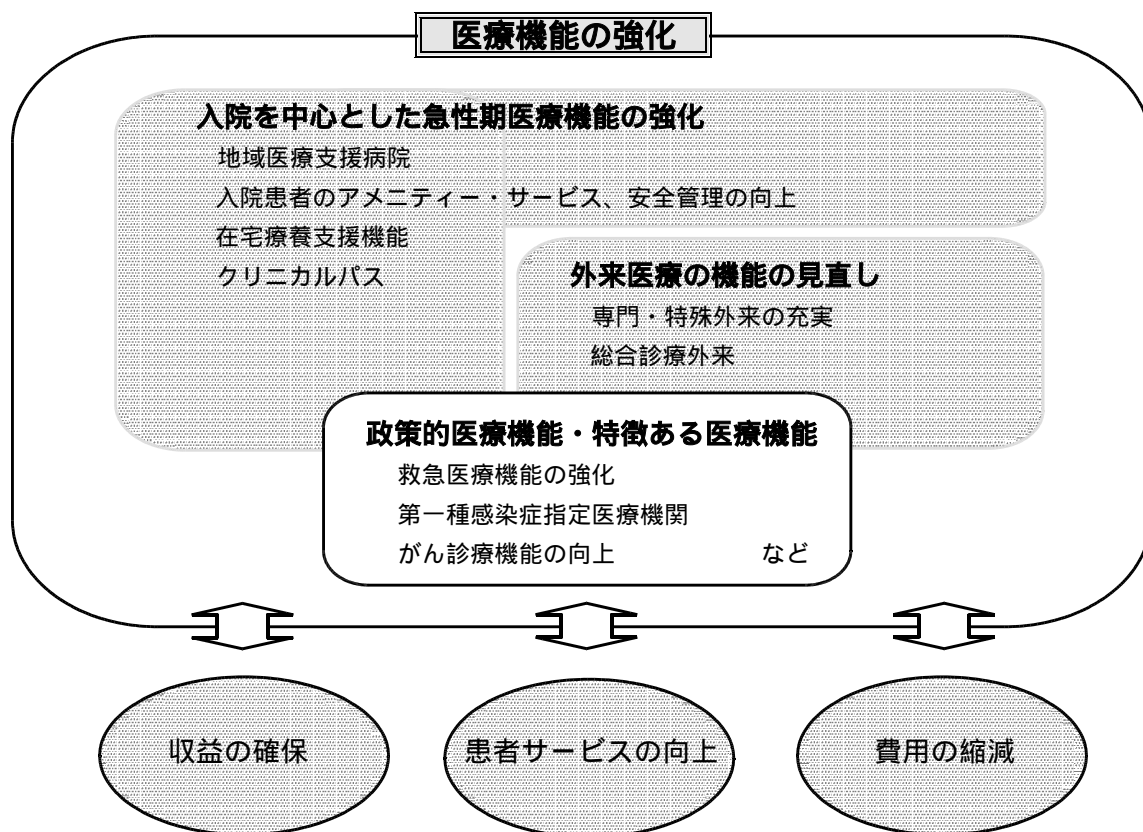 医療機能の強化
入院を中心とした急性期医療機能の強化
地域医療支援病院
入院患者のアメニティー・サービス、安全管理の向上
在宅療養支援機能
クリニカルパス
外来医療の機能の見直し
専門・特殊外来の充実
総合診療外来
政策的医療機能・特徴ある医療機能
救急医療機能の強化
第一種感染症指定医療機関
がん診療機能の向上　など
収益の確保
患者サービスの向上
費用の縮減